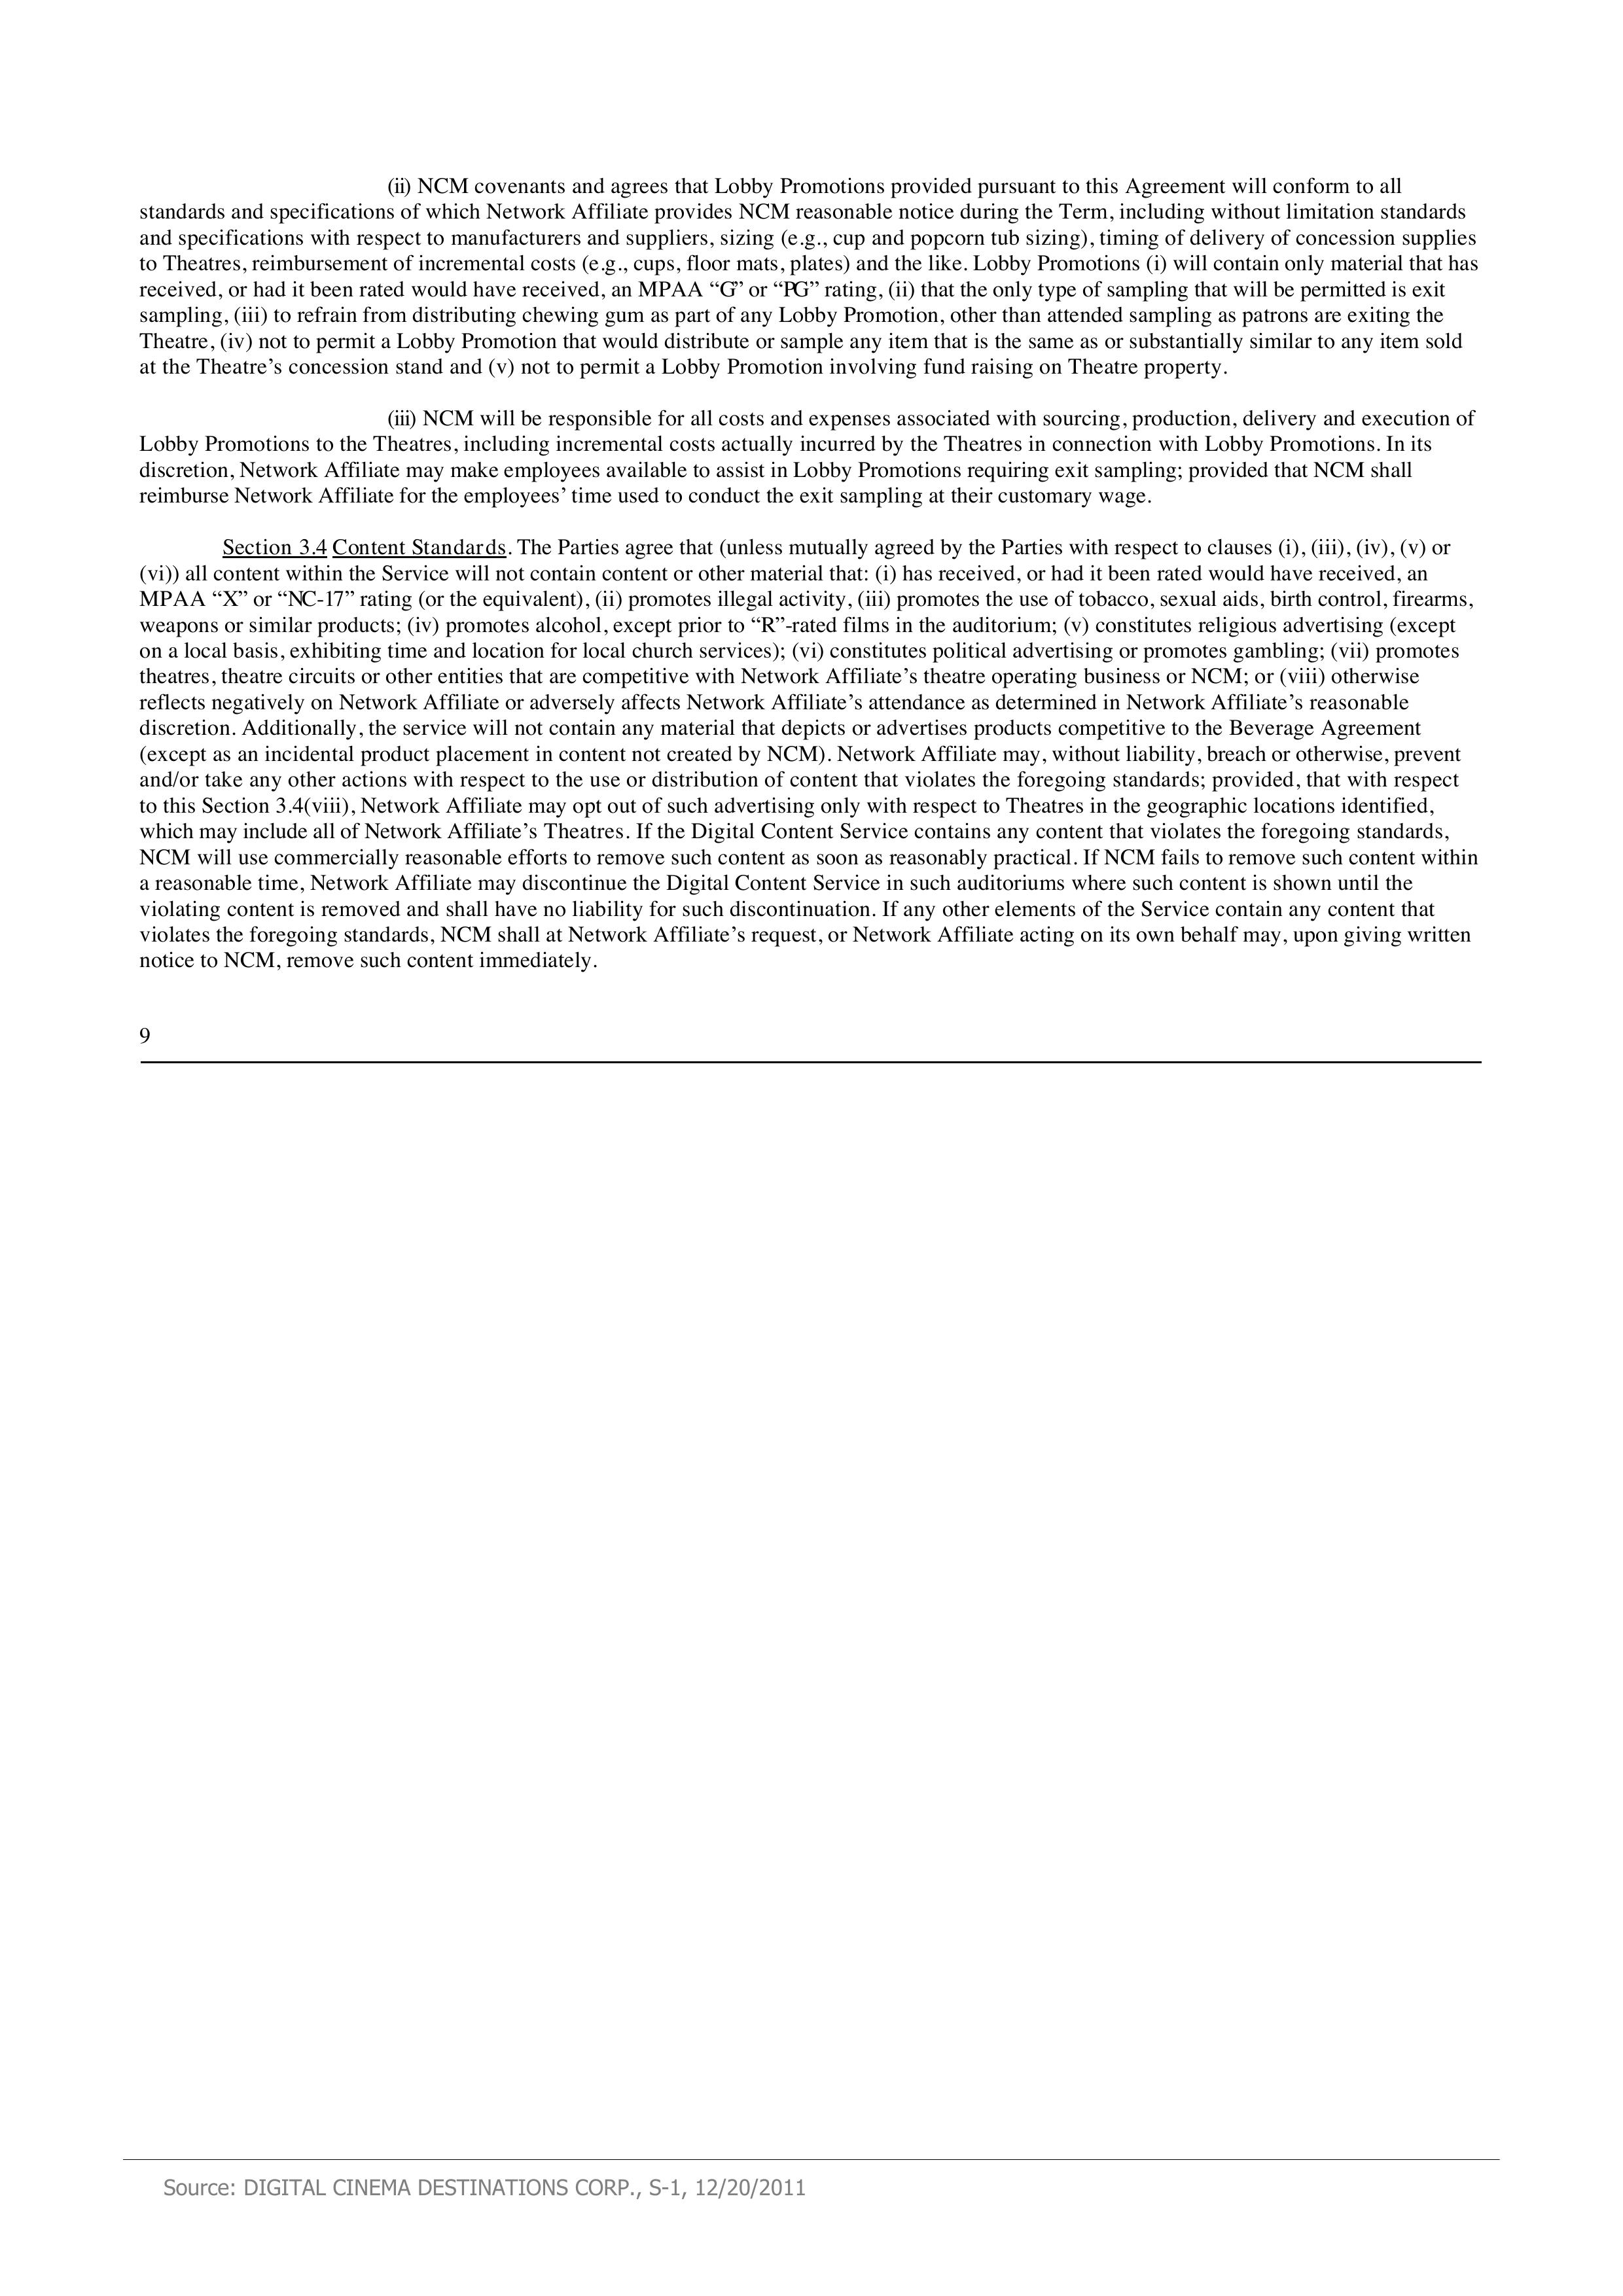 (ii) NCM covenants and agrees that Lobby Promotions provided pursuant to this Agreement will conform to all
standards and specifications of which Network Affiliate provides NCM reasonable notice during the Term, including without limitation standards
and specifications with respect to manufacturers and suppliers, sizing (e.g., cup and popcorn tub sizing), timing of delivery of concession supplies
to Theatres, reimbursement of incremental costs (e.g., cups, floor mats, plates) and the like. Lobby Promotions (i) will contain only material that has
received, or had it been rated would have received, an MPAA “G” or “PG” rating, (ii) that the only type of sampling that will be permitted is exit
sampling, (iii) to refrain from distributing chewing gum as part of any Lobby Promotion, other than attended sampling as patrons are exiting the
Theatre, (iv) not to permit a Lobby Promotion that would distribute or sample any item that is the same as or substantially similar to any item sold
at the Theatre’s concession stand and (v) not to permit a Lobby Promotion involving fund raising on Theatre property.
(iii) NCM will be responsible for all costs and expenses associated with sourcing, production, delivery and execution of
Lobby Promotions to the Theatres, including incremental costs actually incurred by the Theatres in connection with Lobby Promotions. In its
discretion, Network Affiliate may make employees available to assist in Lobby Promotions requiring exit sampling; provided that NCM shall
reimburse Network Affiliate for the employees’ time used to conduct the exit sampling at their customary wage.
Section 3.4 Content Standards. The Parties agree that (unless mutually agreed by the Parties with respect to clauses (i), (iii), (iv), (v) or
(vi)) all content within the Service will not contain content or other material that: (i) has received, or had it been rated would have received, an
MPAA “X” or “NC-17” rating (or the equivalent), (ii) promotes illegal activity, (iii) promotes the use of tobacco, sexual aids, birth control, firearms,
weapons or similar products; (iv) promotes alcohol, except prior to “R”-rated films in the auditorium; (v) constitutes religious advertising (except
on a local basis, exhibiting time and location for local church services); (vi) constitutes political advertising or promotes gambling; (vii) promotes
theatres, theatre circuits or other entities that are competitive with Network Affiliate’s theatre operating business or NCM; or (viii) otherwise
reflects negatively on Network Affiliate or adversely affects Network Affiliate’s attendance as determined in Network Affiliate’s reasonable
discretion. Additionally, the service will not contain any material that depicts or advertises products competitive to the Beverage Agreement
(except as an incidental product placement in content not created by NCM). Network Affiliate may, without liability, breach or otherwise, prevent
and/or take any other actions with respect to the use or distribution of content that violates the foregoing standards; provided, that with respect
to this Section 3.4(viii), Network Affiliate may opt out of such advertising only with respect to Theatres in the geographic locations identified,
which may include all of Network Affiliate’s Theatres. If the Digital Content Service contains any content that violates the foregoing standards,
NCM will use commercially reasonable efforts to remove such content as soon as reasonably practical. If NCM fails to remove such content within
a reasonable time, Network Affiliate may discontinue the Digital Content Service in such auditoriums where such content is shown until the
violating content is removed and shall have no liability for such discontinuation. If any other elements of the Service contain any content that
violates the foregoing standards, NCM shall at Network Affiliate’s request, or Network Affiliate acting on its own behalf may, upon giving written
notice to NCM, remove such content immediately.
9
Source: DIGITAL CINEMA DESTINATIONS CORP., S-1, 12/20/2011